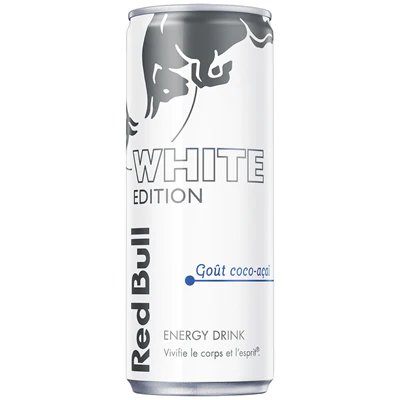 WHITE
EDITION
Red Bull
Goût coco-açaï
ENERGY DRINK
Vivifie le corps et l'esprit®.